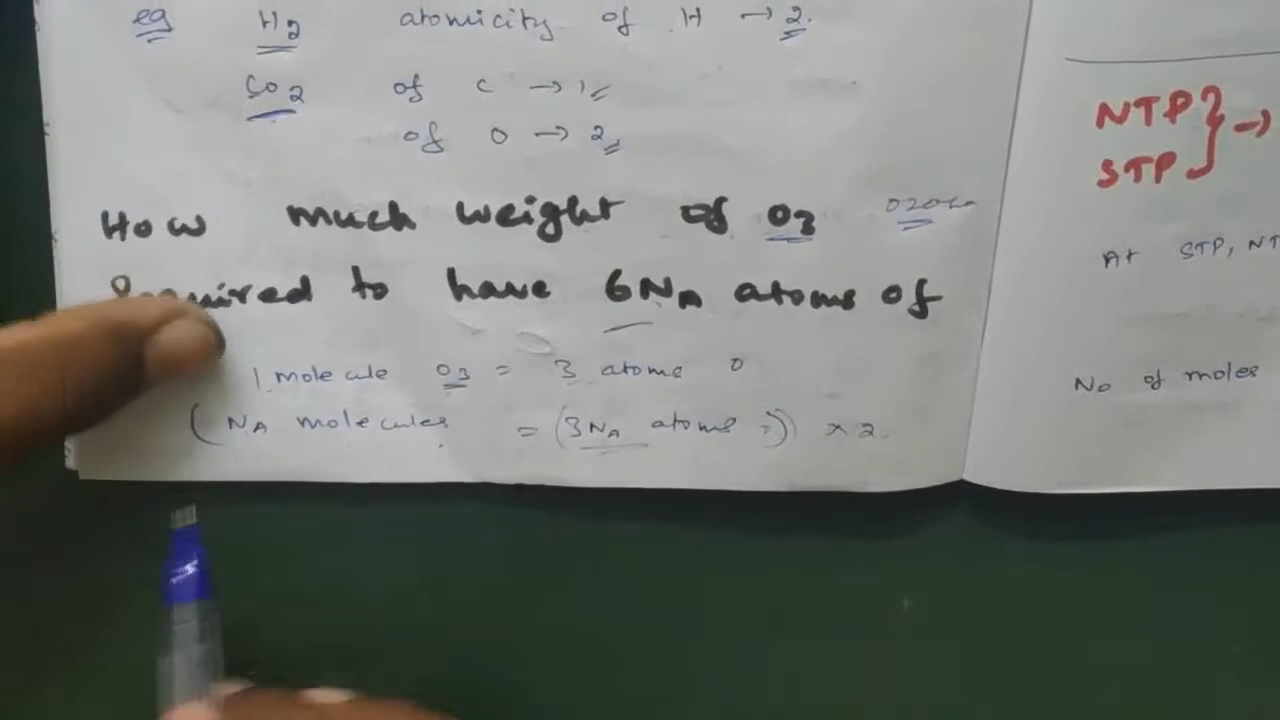 eg H2 atomicity of H → 2.
CO2 of C → 1
of O → 2
How much weight of O3 ozone
Required to have 6NA atoms of
1 molecule O3 = 3 atoms O
(NA molecules = (3NA atoms )) × 2.
NTP } →
STP
At STP, NT
No of moles